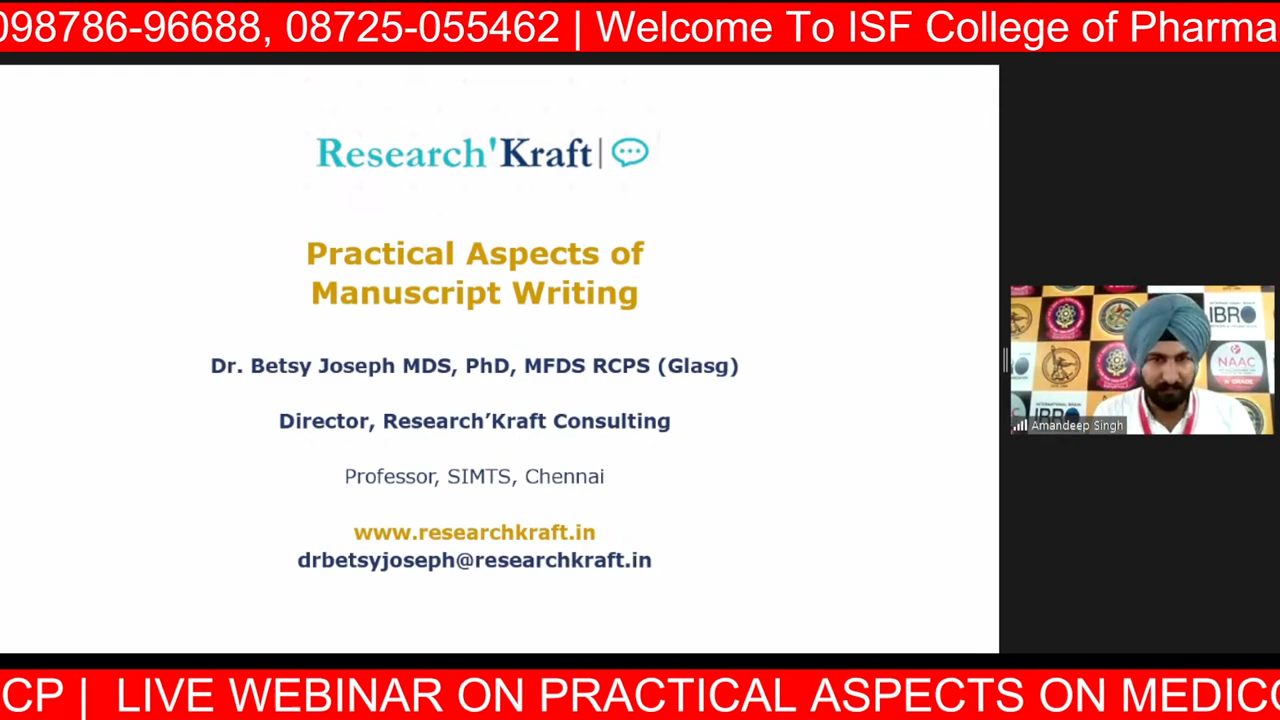 098786-96688, 08725-055462 | Welcome To ISF College of Pharma
Research'Kraft
Practical Aspects of
Manuscript Writing
Dr. Betsy Joseph MDS, PhD, MFDS RCPS (Glasg)
Director, Research’Kraft Consulting
Professor, SIMTS, Chennai
www.researchkraft.in
drbetsyjoseph@researchkraft.in
IBRO
NAAC
GRADE
IBRO
Amandeep Singh
CP | LIVE WEBINAR ON PRACTICAL ASPECTS ON MEDICO